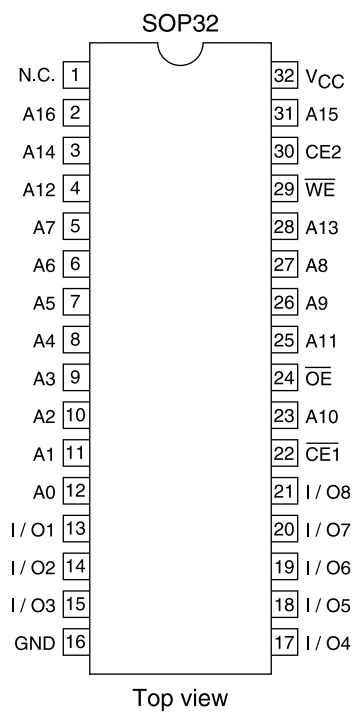 SOP32
N.C. 1 32 VCC
A16 2 31 A15
A14 3 30 CE2
A12 4 29 W̅E̅
A7 5 28 A13
A6 6 27 A8
A5 7 26 A9
A4 8 25 A11
A3 9 24 O̅E̅
A2 10 23 A10
A1 11 22 C̅E̅1̅
A0 12 21 I / O8
I / O1 13 20 I / O7
I / O2 14 19 I / O6
I / O3 15 18 I / O5
GND 16 17 I / O4
Top view